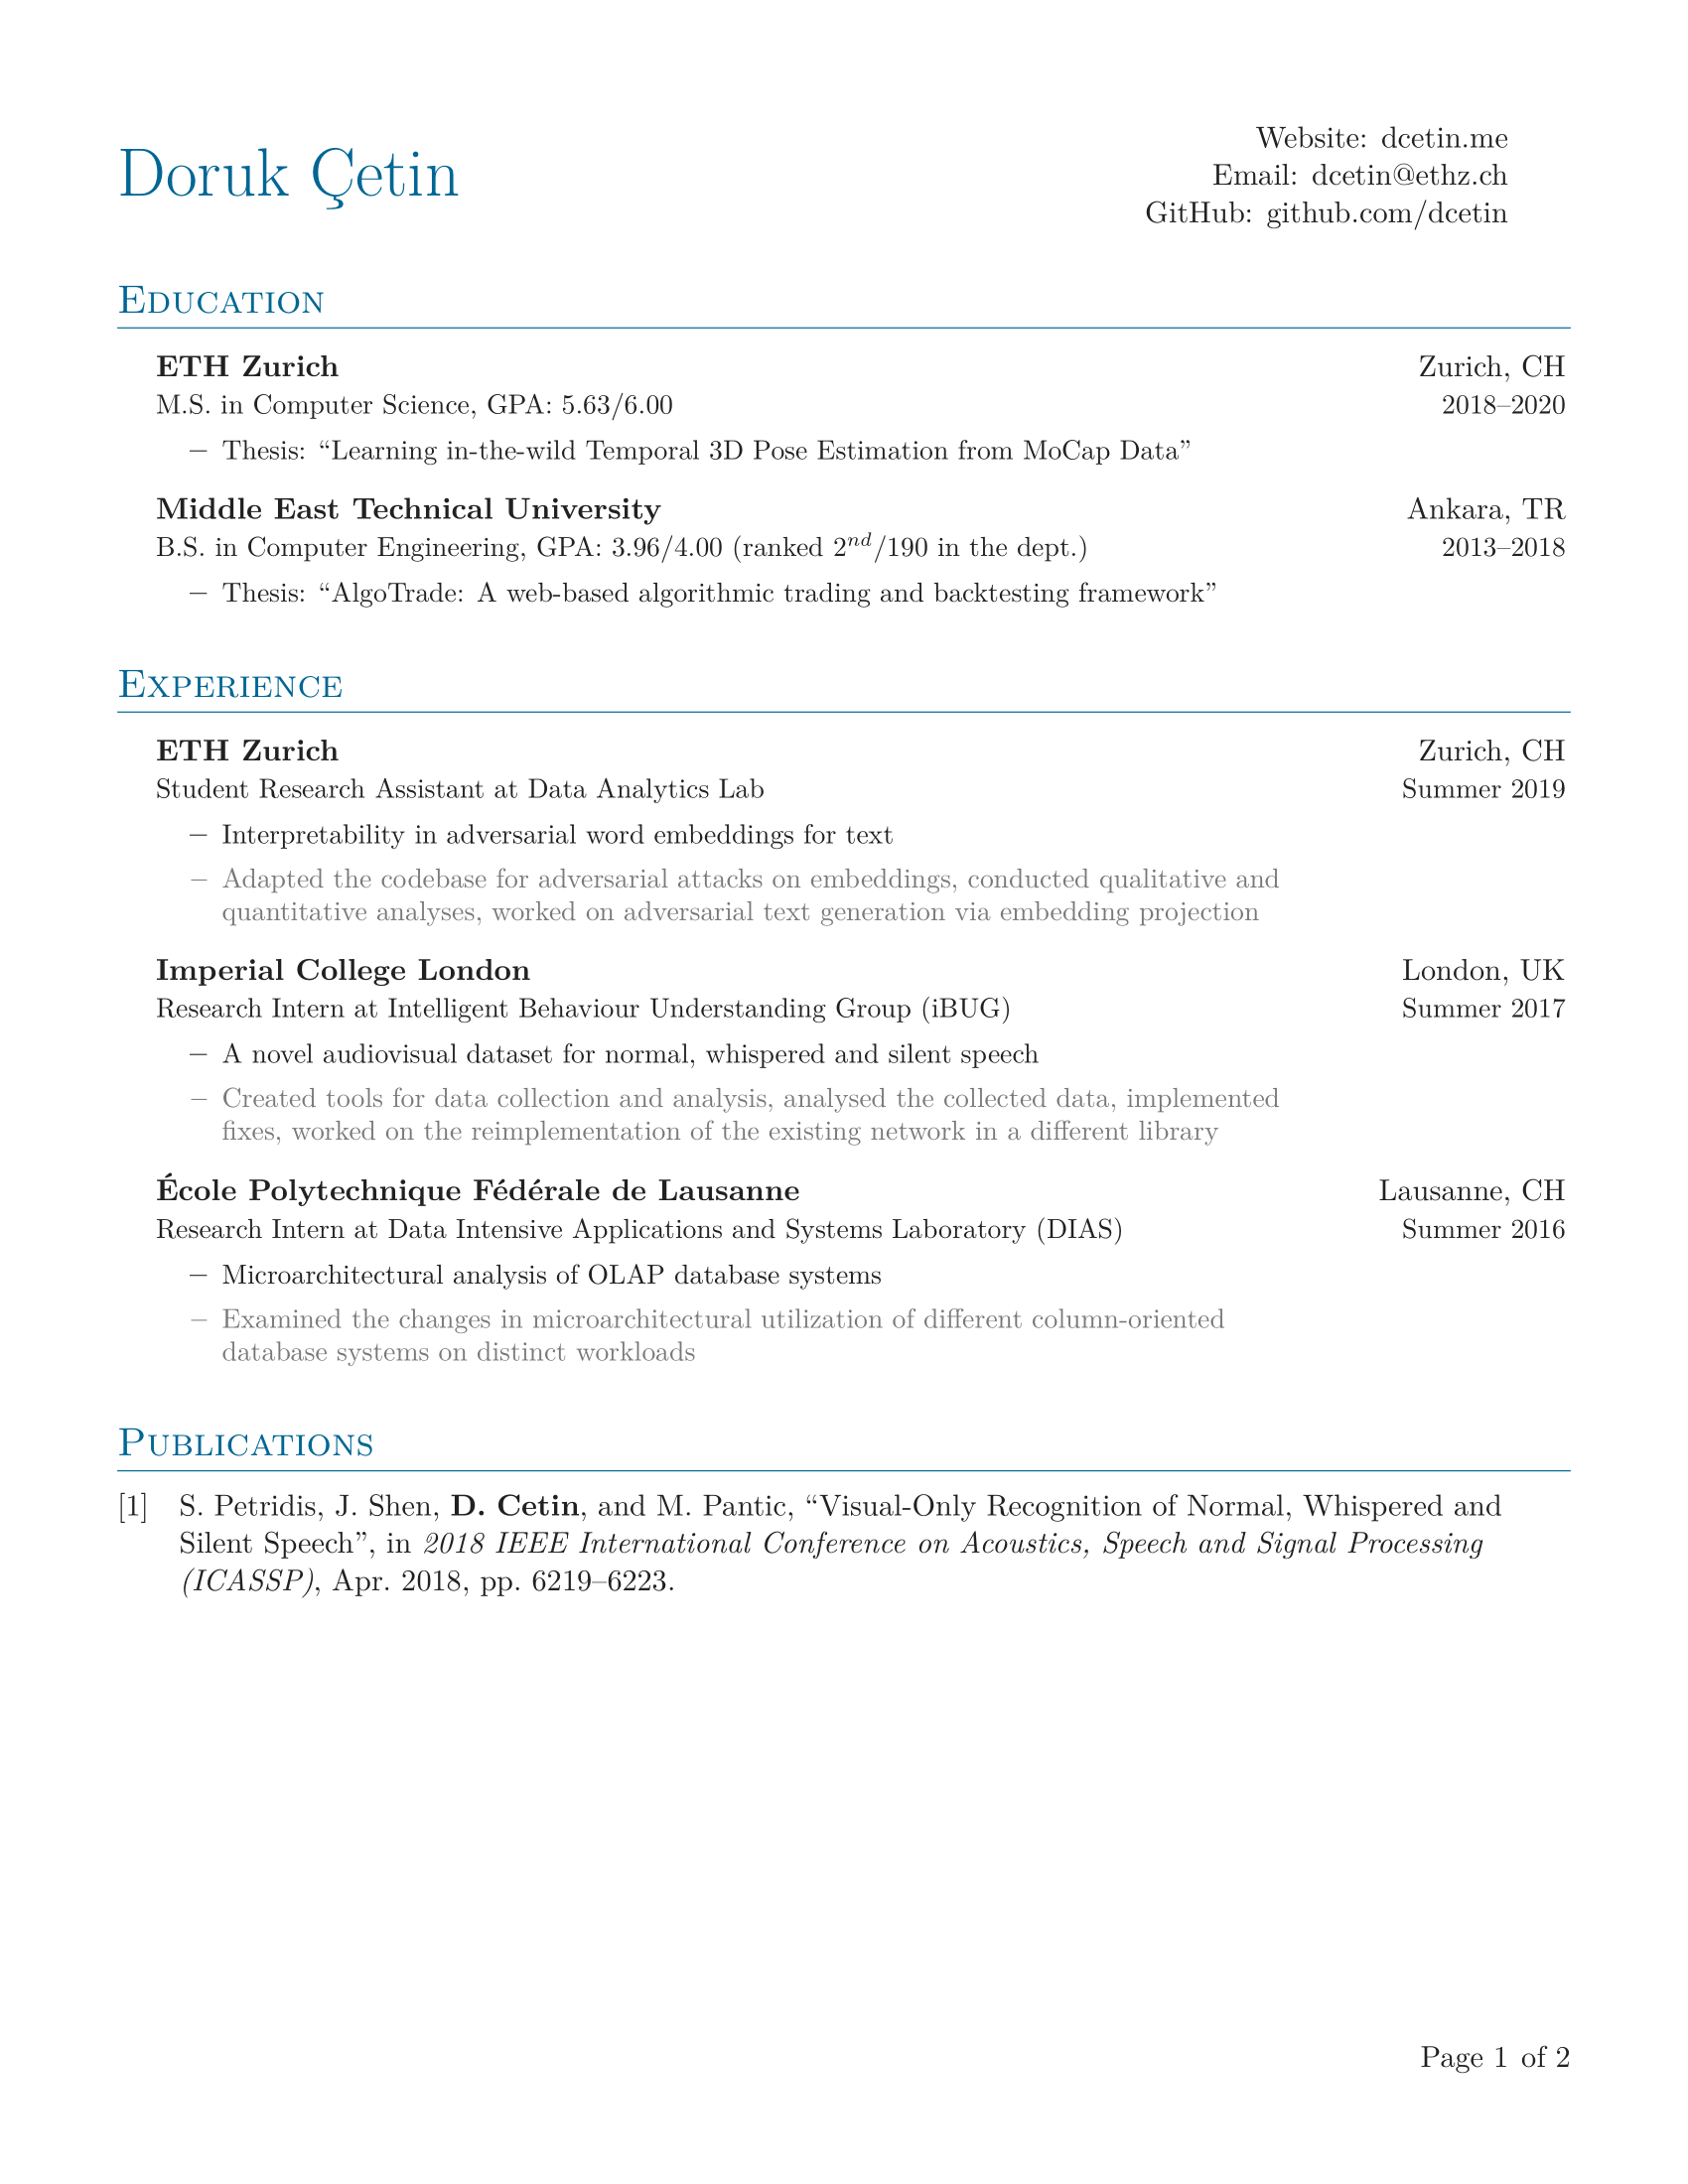 Doruk Çetin
Website: dcetin.me
Email: dcetin@ethz.ch
GitHub: github.com/dcetin
Education
ETH Zurich Zurich, CH
M.S. in Computer Science, GPA: 5.63/6.00 2018–2020
– Thesis: “Learning in-the-wild Temporal 3D Pose Estimation from MoCap Data”
Middle East Technical University Ankara, TR
B.S. in Computer Engineering, GPA: 3.96/4.00 (ranked 2nd/190 in the dept.) 2013–2018
– Thesis: “AlgoTrade: A web-based algorithmic trading and backtesting framework”
Experience
ETH Zurich Zurich, CH
Student Research Assistant at Data Analytics Lab Summer 2019
– Interpretability in adversarial word embeddings for text
– Adapted the codebase for adversarial attacks on embeddings, conducted qualitative and
quantitative analyses, worked on adversarial text generation via embedding projection
Imperial College London London, UK
Research Intern at Intelligent Behaviour Understanding Group (iBUG) Summer 2017
– A novel audiovisual dataset for normal, whispered and silent speech
– Created tools for data collection and analysis, analysed the collected data, implemented
fixes, worked on the reimplementation of the existing network in a different library
École Polytechnique Fédérale de Lausanne Lausanne, CH
Research Intern at Data Intensive Applications and Systems Laboratory (DIAS) Summer 2016
– Microarchitectural analysis of OLAP database systems
– Examined the changes in microarchitectural utilization of different column-oriented
database systems on distinct workloads
Publications
[1] S. Petridis, J. Shen, D. Cetin, and M. Pantic, “Visual-Only Recognition of Normal, Whispered and
Silent Speech”, in 2018 IEEE International Conference on Acoustics, Speech and Signal Processing
(ICASSP), Apr. 2018, pp. 6219–6223.
Page 1 of 2